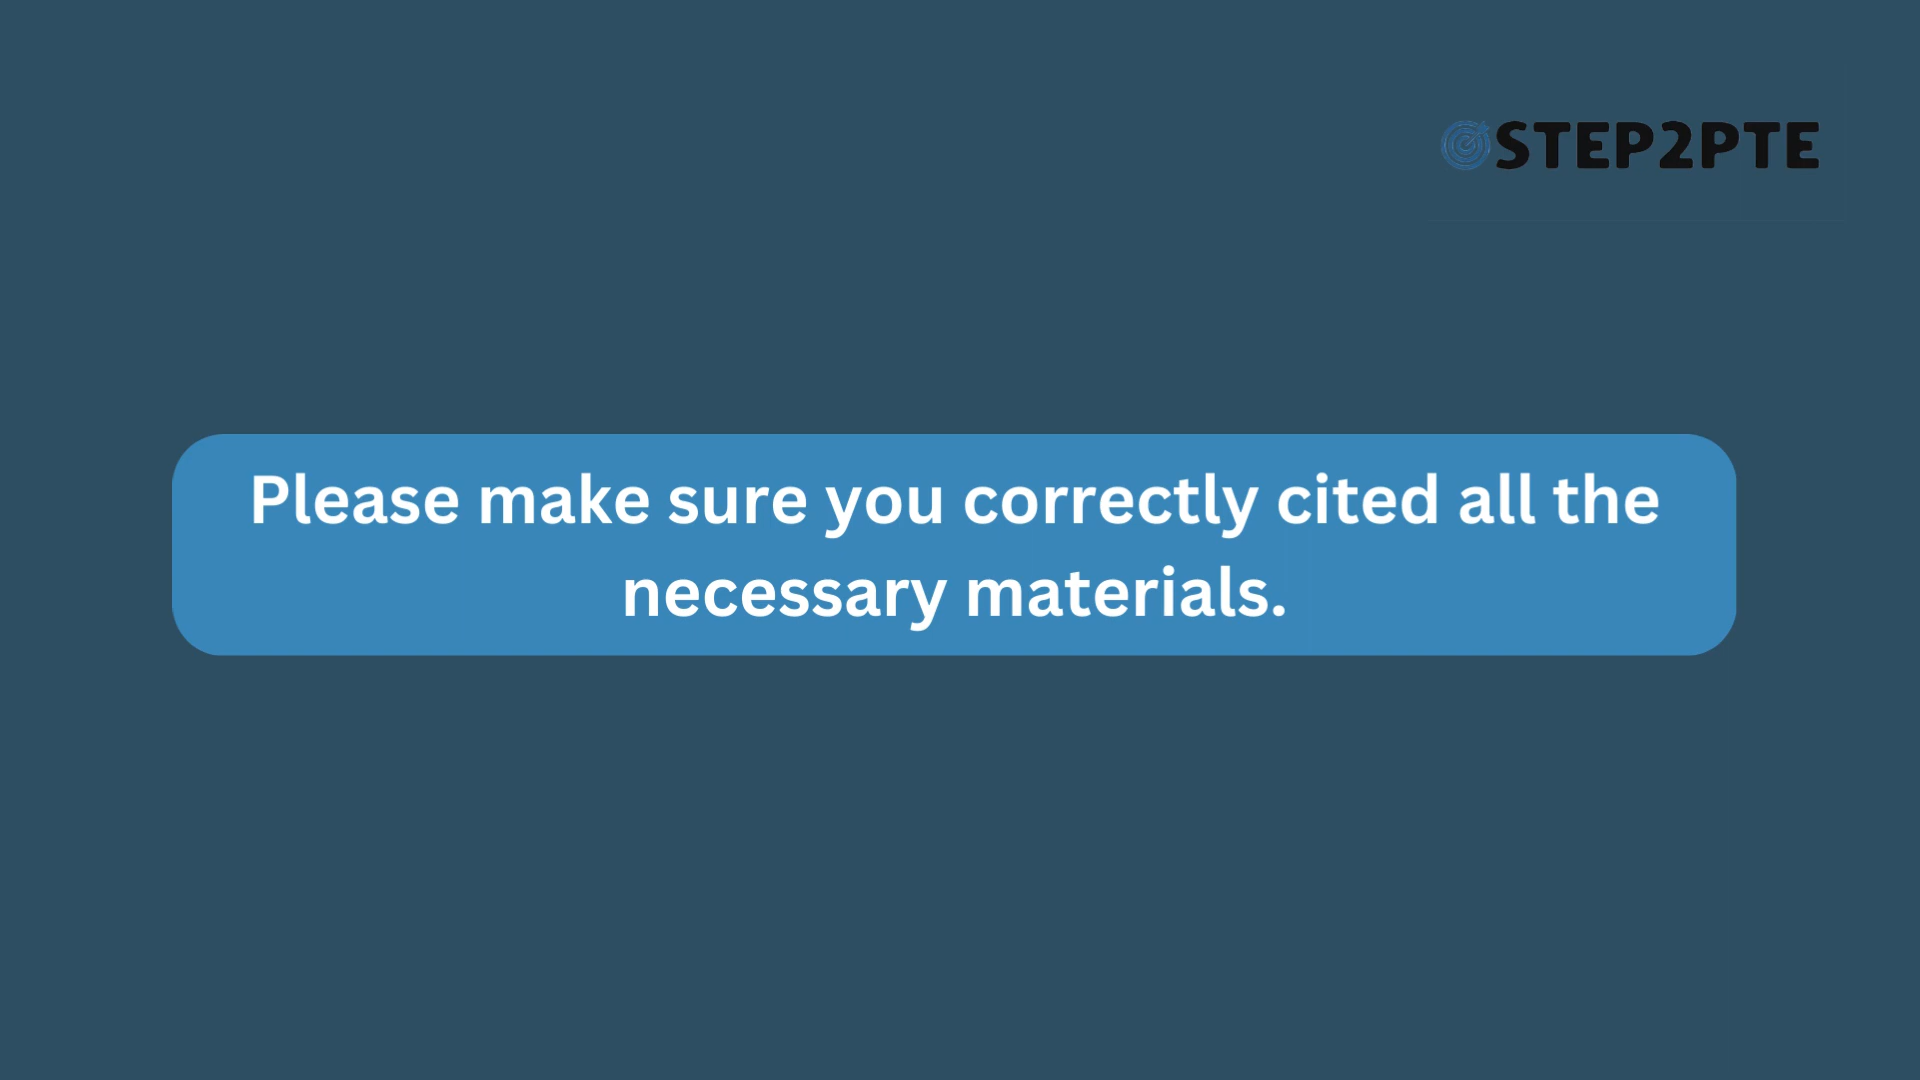 STEP2PTE
Please make sure you correctly cited all the
necessary materials.